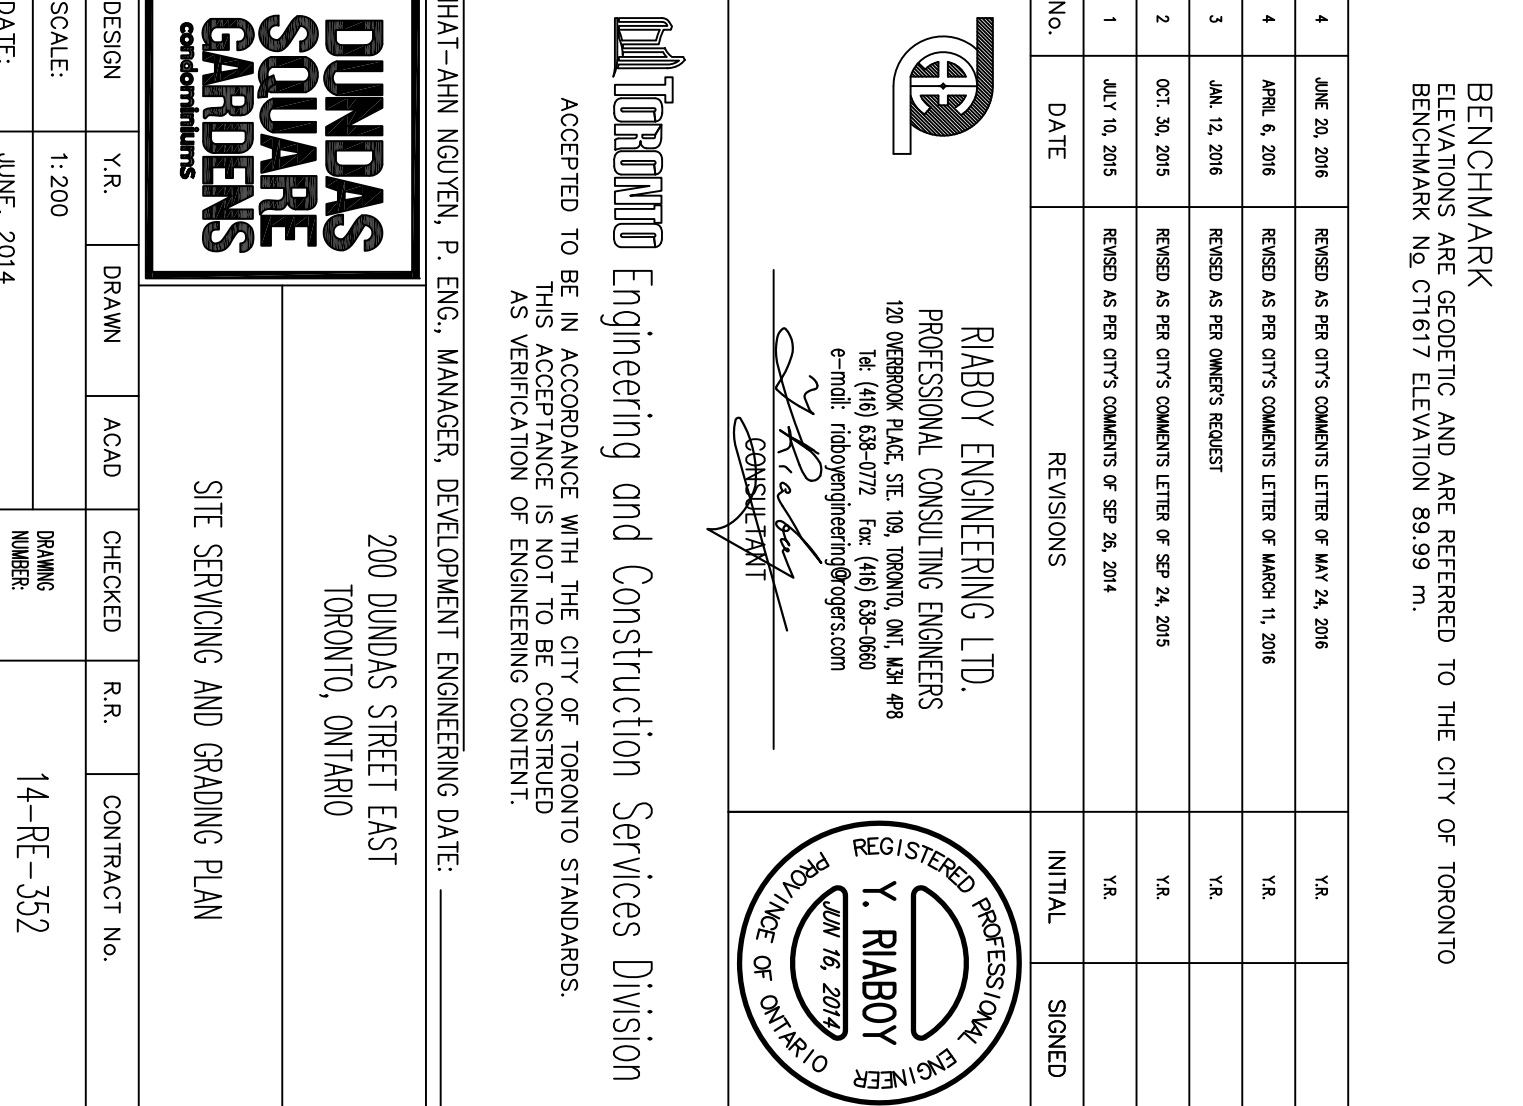 BENCHMARK
ELEVATIONS ARE GEODETIC AND ARE REFERRED TO THE CITY OF TORONTO
BENCHMARK No CT1617 ELEVATION 89.99 m.
4 JUNE 20, 2016 REVISED AS PER CITY'S COMMENTS LETTER OF MAY 24, 2016 Y.R.
4 APRIL 6, 2016 REVISED AS PER CITY'S COMMENTS LETTER OF MARCH 11, 2016 Y.R.
3 JAN. 12, 2016 REVISED AS PER OWNER'S REQUEST Y.R.
2 OCT. 30, 2015 REVISED AS PER CITY'S COMMENTS LETTER OF SEP 24, 2015 Y.R.
1 JULY 10, 2015 REVISED AS PER CITY'S COMMENTS OF SEP 26, 2014 Y.R.
No. DATE REVISIONS INITIAL SIGNED
RIABOY ENGINEERING LTD.
PROFESSIONAL CONSULTING ENGINEERS
120 OVERBROOK PLACE, STE. 109, TORONTO, ONT, M3H 4P8
Tel: (416) 638-0772 Fax: (416) 638-0660
e-mail: riaboyengineering@rogers.com
Y. Riaboy
CONSULTANT
REGISTERED PROFESSIONAL ENGINEER
Y. RIABOY
JUN 16, 2014
PROVINCE OF ONTARIO
TORONTO Engineering and Construction Services Division
ACCEPTED TO BE IN ACCORDANCE WITH THE CITY OF TORONTO STANDARDS.
THIS ACCEPTANCE IS NOT TO BE CONSTRUED
AS VERIFICATION OF ENGINEERING CONTENT.
HAT-AHN NGUYEN, P. ENG., MANAGER, DEVELOPMENT ENGINEERING DATE:
DUNDAS
SQUARE
GARDENS
condominiums
200 DUNDAS STREET EAST
TORONTO, ONTARIO
SITE SERVICING AND GRADING PLAN
DESIGN Y.R. DRAWN ACAD CHECKED R.R. CONTRACT No.
SCALE: 1:200
DRAWING
NUMBER:
14-RE-352
DATE: JUNE, 2014